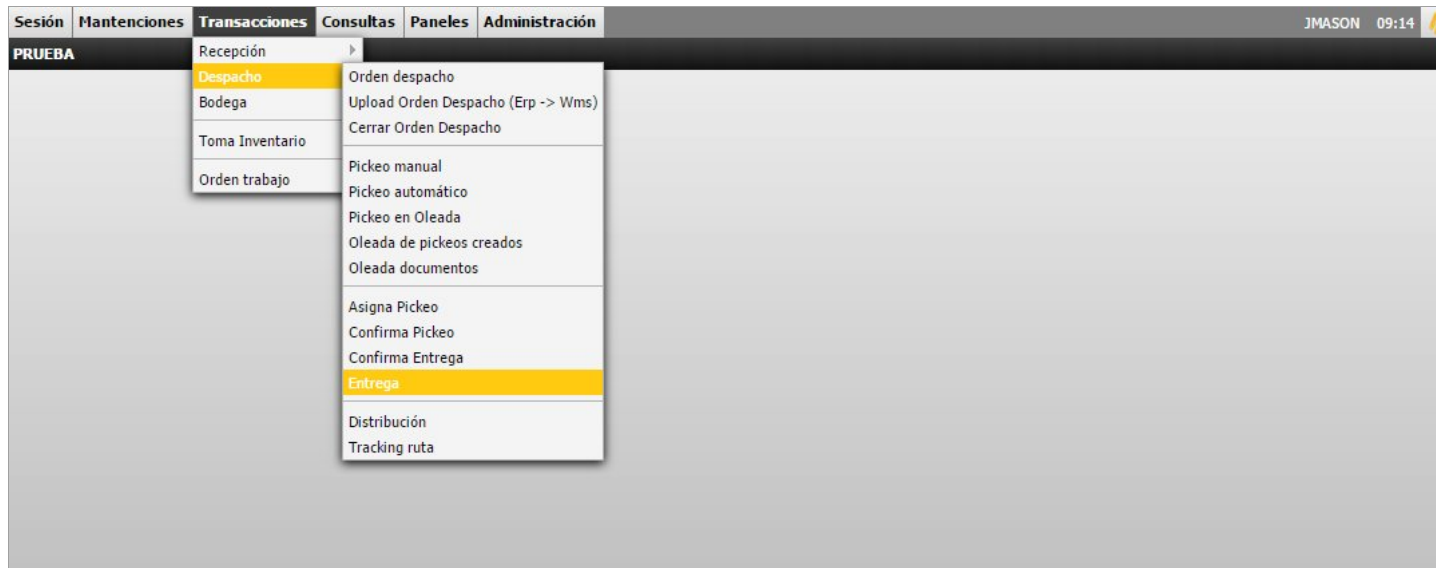 Sesión Mantenciones Transacciones Consultas Paneles Administración JMASON 09:14
PRUEBA
Recepción
Despacho
Bodega
Toma Inventario
Orden trabajo
Orden despacho
Upload Orden Despacho (Erp -> Wms)
Cerrar Orden Despacho
Pickeo manual
Pickeo automático
Pickeo en Oleada
Oleada de pickeos creados
Oleada documentos
Asigna Pickeo
Confirma Pickeo
Confirma Entrega
Entrega
Distribución
Tracking ruta